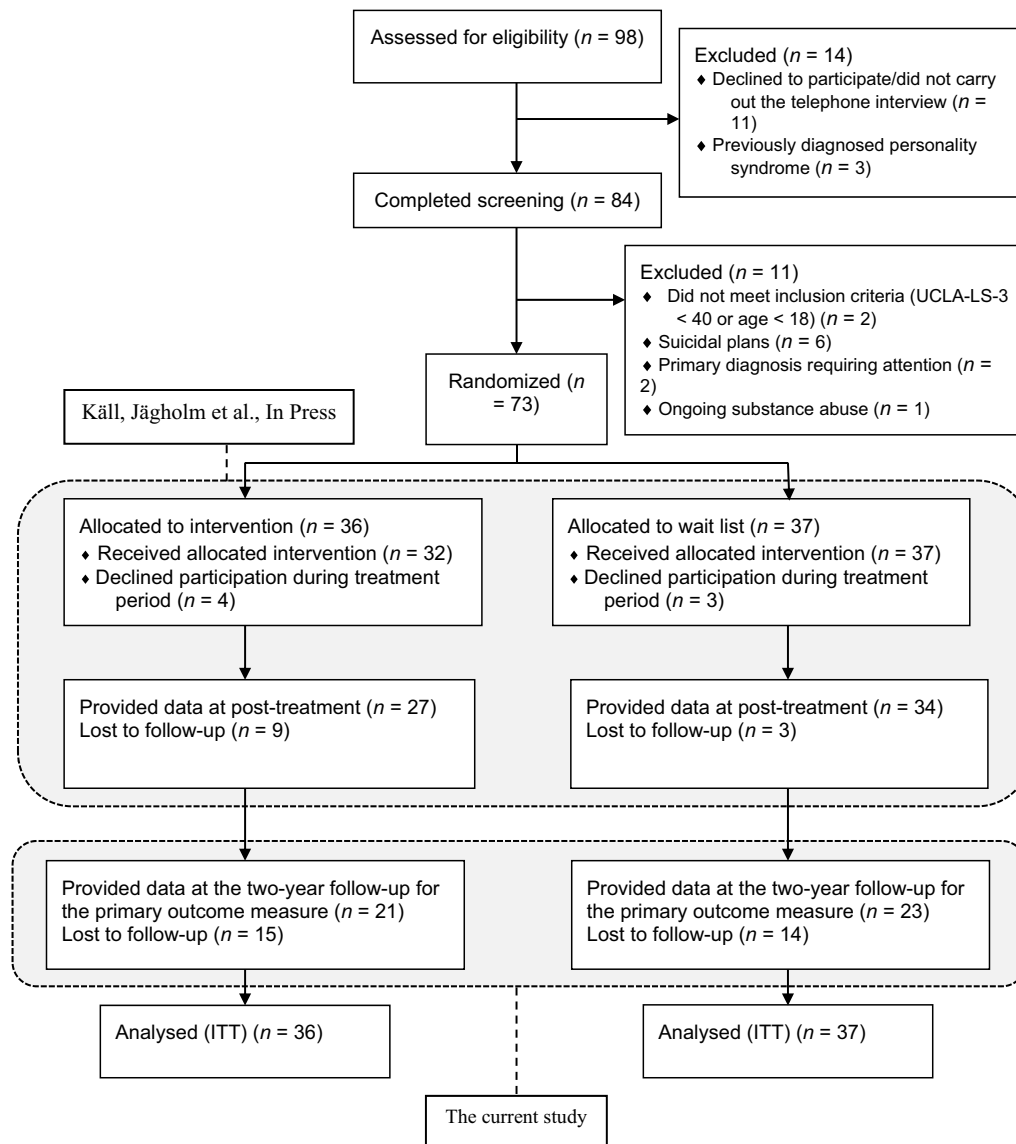 Assessed for eligibility (n = 98)
Excluded (n = 14)
♦ Declined to participate/did not carry
out the telephone interview (n =
11)
♦ Previously diagnosed personality
syndrome (n = 3)
Completed screening (n = 84)
Excluded (n = 11)
♦ Did not meet inclusion criteria (UCLA-LS-3
< 40 or age < 18) (n = 2)
♦ Suicidal plans (n = 6)
♦ Primary diagnosis requiring attention (n =
2)
♦ Ongoing substance abuse (n = 1)
Randomized (n
= 73)
Käll, Jägholm et al., In Press
Allocated to intervention (n = 36)
♦ Received allocated intervention (n = 32)
♦ Declined participation during treatment
period (n = 4)
Allocated to wait list (n = 37)
♦ Received allocated intervention (n = 37)
♦ Declined participation during treatment
period (n = 3)
Provided data at post-treatment (n = 27)
Lost to follow-up (n = 9)
Provided data at post-treatment (n = 34)
Lost to follow-up (n = 3)
Provided data at the two-year follow-up for
the primary outcome measure (n = 21)
Lost to follow-up (n = 15)
Provided data at the two-year follow-up for
the primary outcome measure (n = 23)
Lost to follow-up (n = 14)
Analysed (ITT) (n = 36)
Analysed (ITT) (n = 37)
The current study